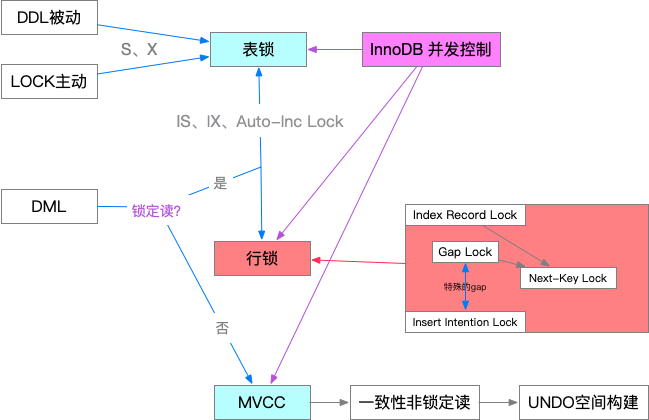 DDL被动
S、X
LOCK主动
表锁
InnoDB 并发控制
IS、IX、Auto-Inc Lock
是
DML
锁定读?
行锁
Index Record Lock
Gap Lock
Next-Key Lock
特殊的gap
Insert Intention Lock
否
MVCC
一致性非锁定读
UNDO空间构建